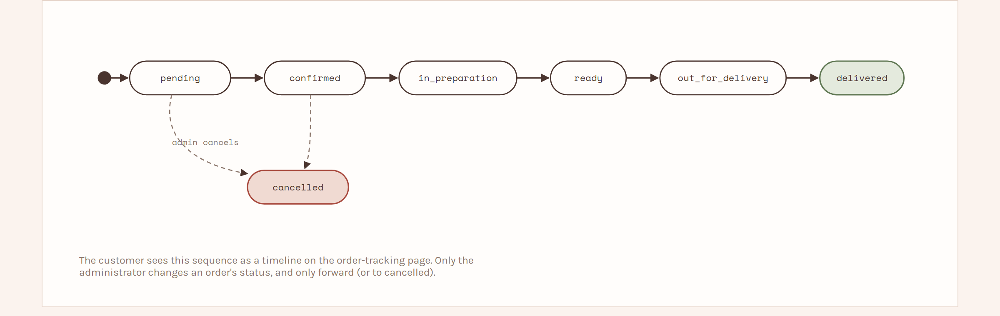 pending
confirmed
in_preparation
ready
out_for_delivery
delivered
admin cancels
cancelled
The customer sees this sequence as a timeline on the order-tracking page. Only the
administrator changes an order's status, and only forward (or to cancelled).